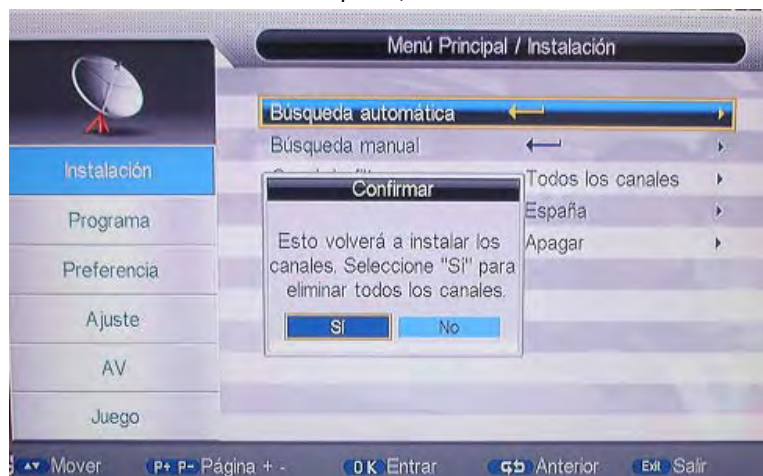 Menú Principal / Instalación
Búsqueda automática
Búsqueda manual
Todos los canales
España
Apagar
Instalación
Programa
Preferencia
Ajuste
AV
Juego
Confirmar
Esto volverá a instalar los
canales. Seleccione "Sí" para
eliminar todos los canales.
Sí No
Mover P+ P- Página + - OK Entrar Anterior Exit Salir